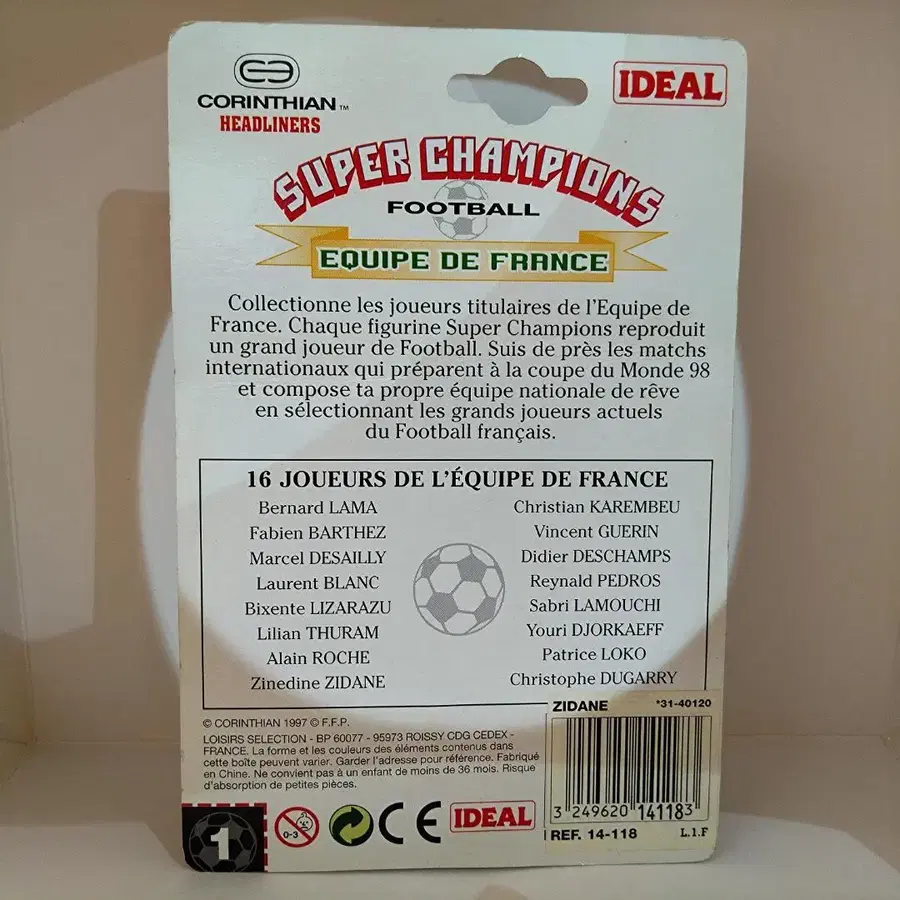 CORINTHIAN™
HEADLINERS
IDEAL
SUPER CHAMPIONS
FOOTBALL
EQUIPE DE FRANCE
Collectionne les joueurs titulaires de l'Equipe de
France. Chaque figurine Super Champions reproduit
un grand joueur de Football. Suis de près les matchs
internationaux qui préparent à la coupe du Monde 98
et compose ta propre équipe nationale de rêve
en sélectionnant les grands joueurs actuels
du Football français.
16 JOUEURS DE L'ÉQUIPE DE FRANCE
Bernard LAMA
Fabien BARTHEZ
Marcel DESAILLY
Laurent BLANC
Bixente LIZARAZU
Lilian THURAM
Alain ROCHE
Zinedine ZIDANE
Christian KAREMBEU
Vincent GUERIN
Didier DESCHAMPS
Reynald PEDROS
Sabri LAMOUCHI
Youri DJORKAEFF
Patrice LOKO
Christophe DUGARRY
© CORINTHIAN 1997 © F.F.P.
LOISIRS SELECTION - BP 60077 - 95973 ROISSY CDG CEDEX -
FRANCE. La forme et les couleurs des éléments contenus dans
cette boîte peuvent varier. Garder l'adresse pour référence. Fabriqué
en Chine. Ne convient pas à un enfant de moins de 36 mois. Risque
d'absorption de petites pièces.
1
0-3
CE
IDEAL
ZIDANE *31-40120
3 249620 141183
REF. 14-118 L.1.F